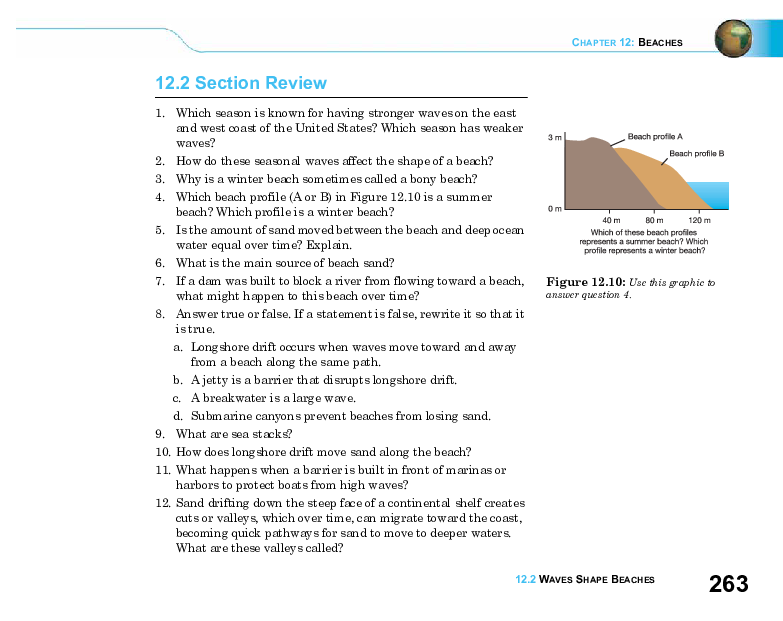 CHAPTER 12: BEACHES
12.2 Section Review
1. Which season is known for having stronger waves on the east
and west coast of the United States? Which season has weaker
waves?
2. How do these seasonal waves affect the shape of a beach?
3. Why is a winter beach sometimes called a bony beach?
4. Which beach profile (A or B) in Figure 12.10 is a summer
beach? Which profile is a winter beach?
5. Is the amount of sand moved between the beach and deep ocean
water equal over time? Explain.
6. What is the main source of beach sand?
7. If a dam was built to block a river from flowing toward a beach,
what might happen to this beach over time?
8. Answer true or false. If a statement is false, rewrite it so that it
is true.
a. Longshore drift occurs when waves move toward and away
from a beach along the same path.
b. A jetty is a barrier that disrupts longshore drift.
c. A breakwater is a large wave.
d. Submarine canyons prevent beaches from losing sand.
9. What are sea stacks?
10. How does longshore drift move sand along the beach?
11. What happens when a barrier is built in front of marinas or
harbors to protect boats from high waves?
12. Sand drifting down the steep face of a continental shelf creates
cuts or valleys, which over time, can migrate toward the coast,
becoming quick pathways for sand to move to deeper waters.
What are these valleys called?
3 m
Beach profile A
Beach profile B
0 m
40 m 80 m 120 m
Which of these beach profiles
represents a summer beach? Which
profile represents a winter beach?
Figure 12.10: Use this graphic to
answer question 4.
12.2 WAVES SHAPE BEACHES 263